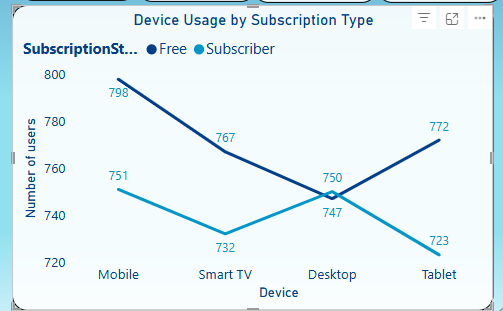 Device Usage by Subscription Type
SubscriptionSt... Free Subscriber
Number of users
800
780
760
740
720
798
767
750
772
751
732
747
723
Mobile Smart TV Desktop Tablet
Device